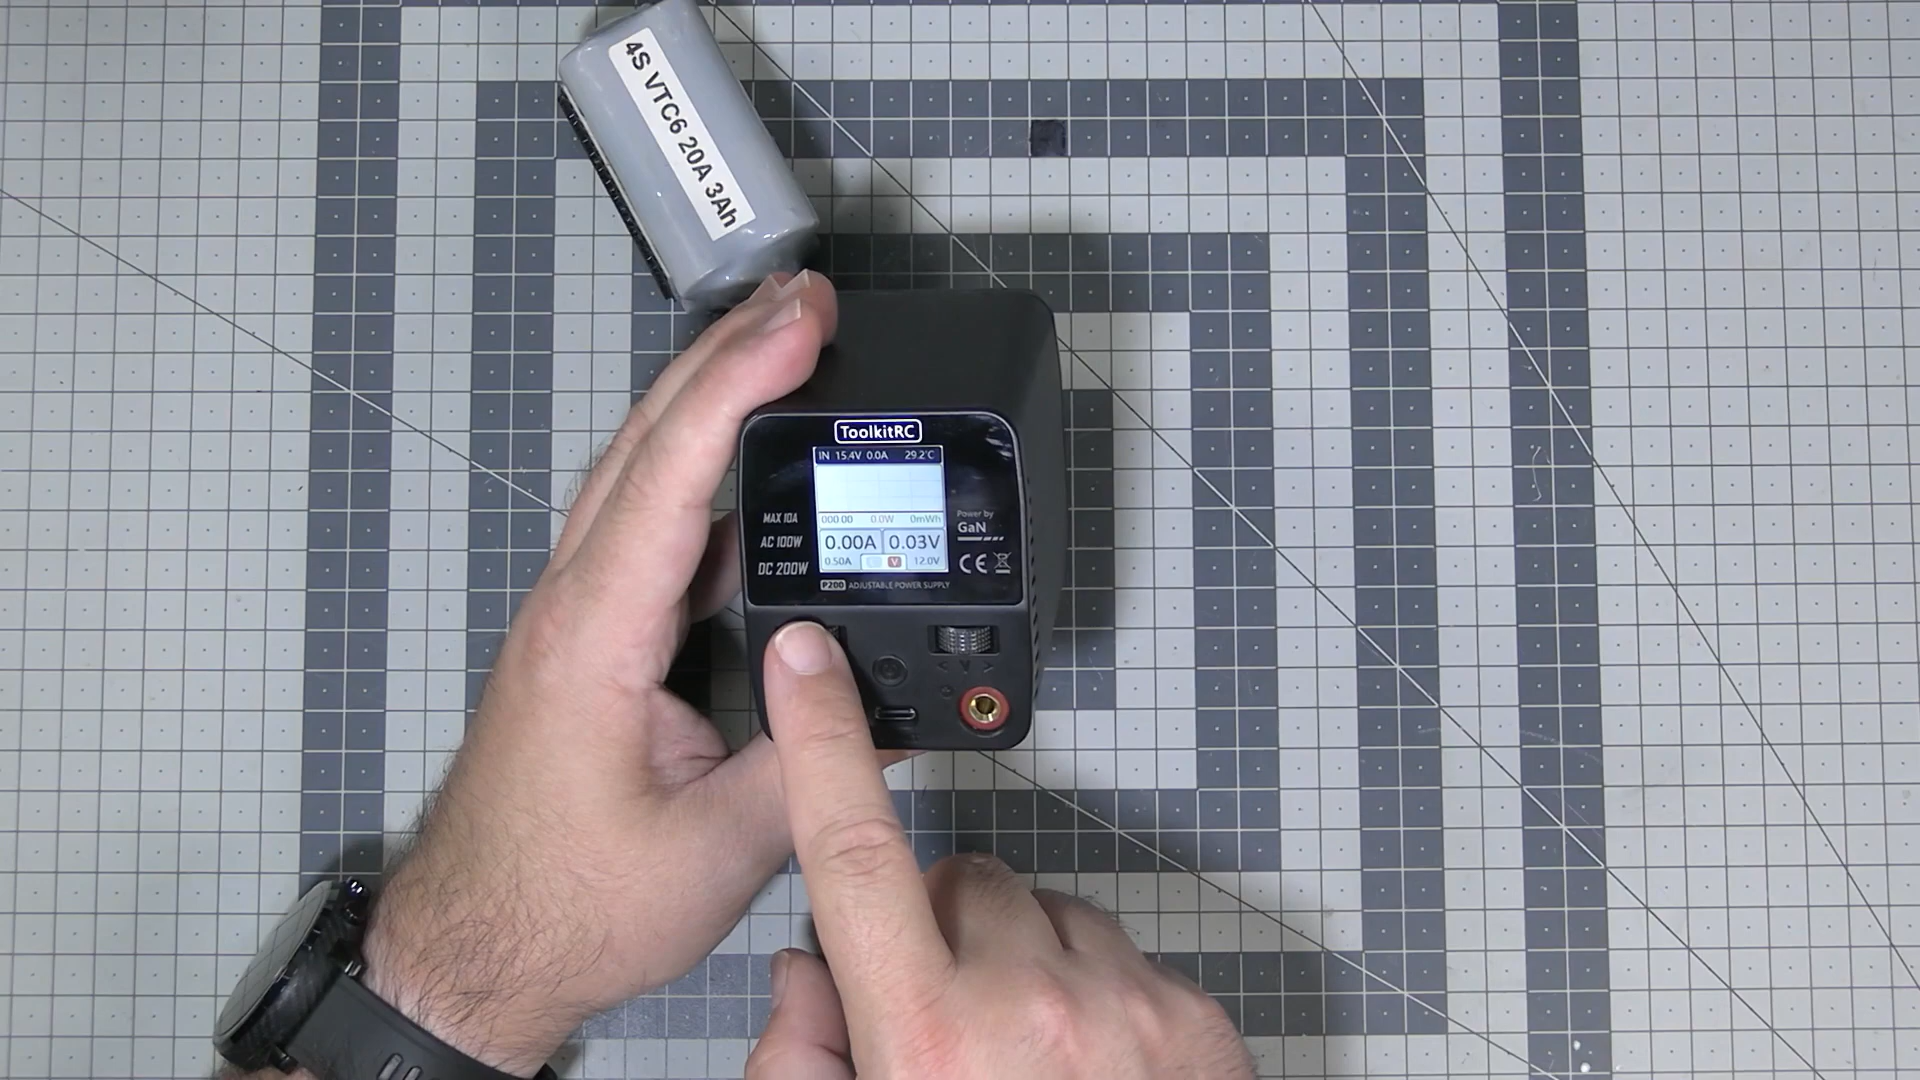 4S VTC6 20A 3Ah
ToolkitRC
IN 15.4V 0.0A 29.2°C
000:00 0.0W 0mWh
0.00A 0.03V
0.50A V 12.0V
MAX 10A
AC 100W
DC 200W
Power by
GaN
CE
P200 ADJUSTABLE POWER SUPPLY
< V >